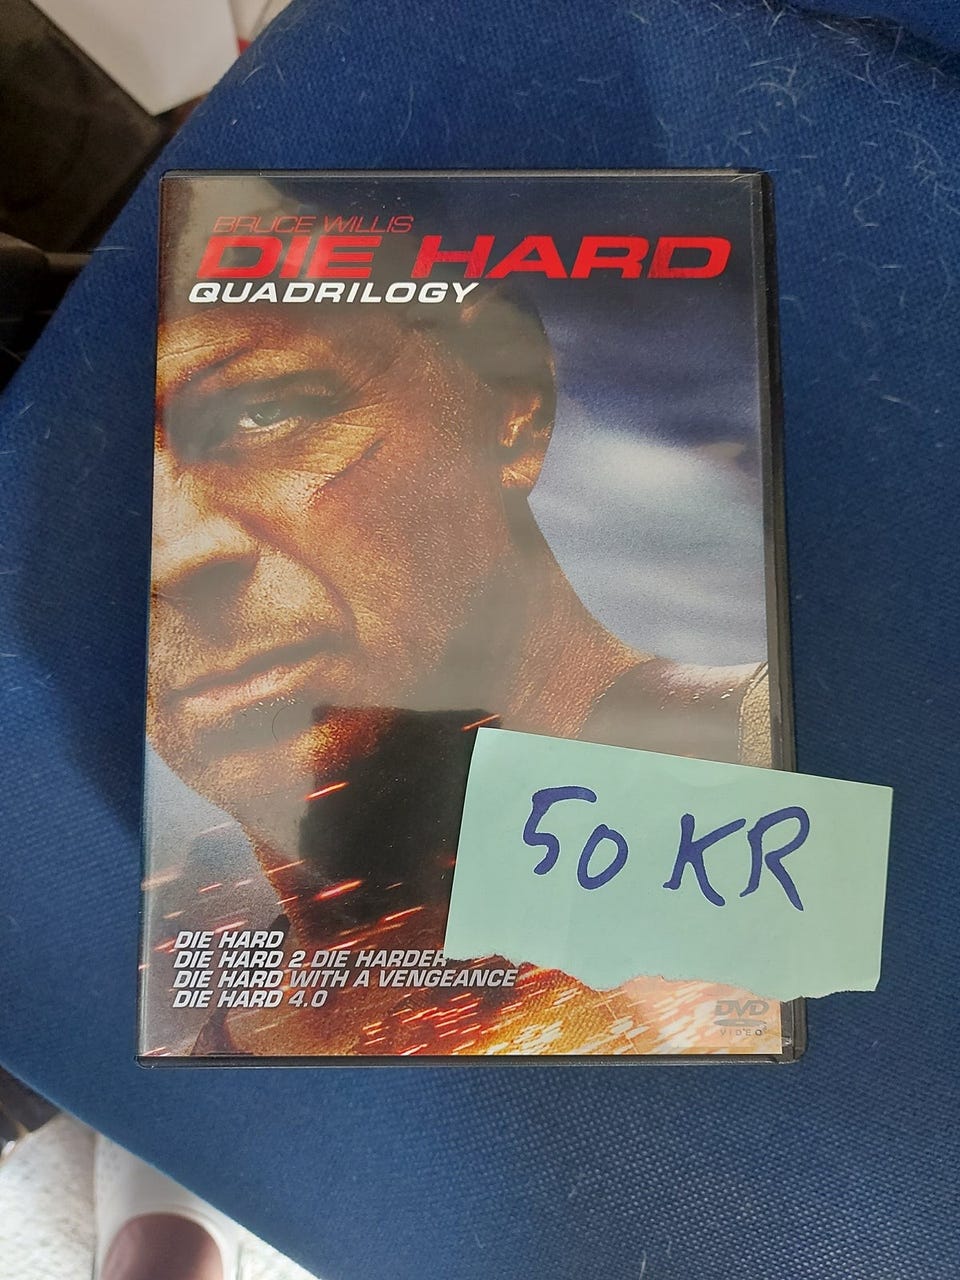 BRUCE WILLIS
DIE HARD
QUADRILOGY
50 KR
DIE HARD
DIE HARD 2 DIE HARDER
DIE HARD WITH A VENGEANCE
DIE HARD 4.0
DVD
VIDEO